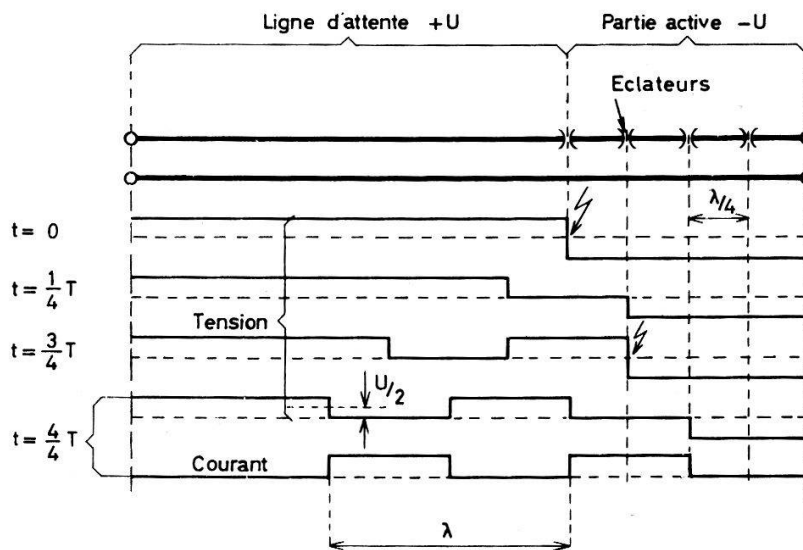 Ligne d'attente +U
Partie active -U
Eclateurs
λ/4
t = 0
t = 1/4 T
Tension
t = 3/4 T
U/2
t = 4/4 T
Courant
λ